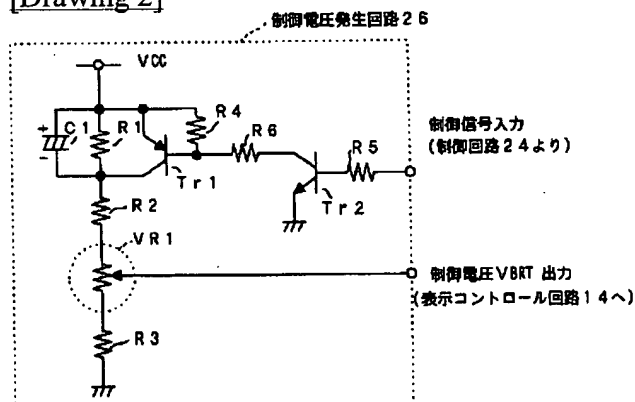 [Drawing 2]
制御電圧発生回路26
VCC
+
C1
-
R1
R4
R6
R5
Tr1
Tr2
制御信号入力
(制御回路24より)
R2
VR1
制御電圧VBRT 出力
(表示コントロール回路14へ)
R3